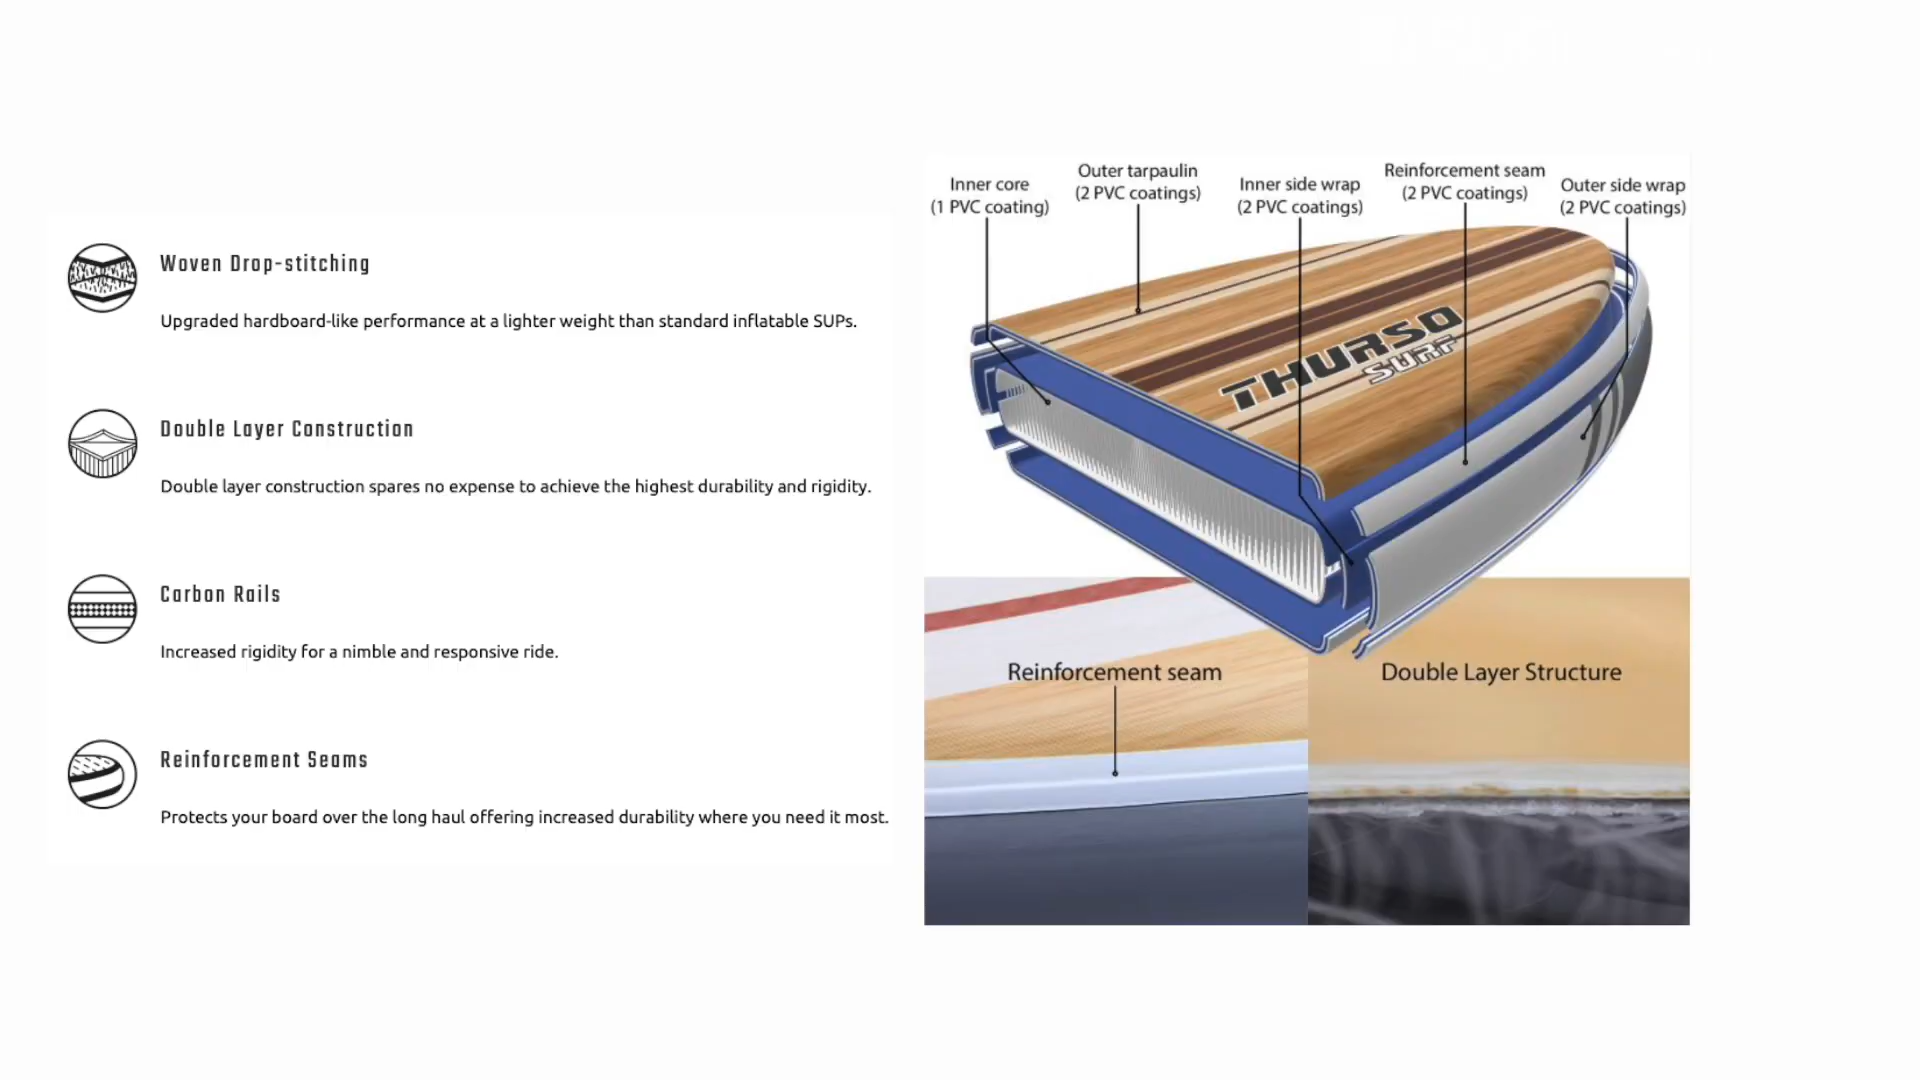 Woven Drop-stitching
Upgraded hardboard-like performance at a lighter weight than standard inflatable SUPs.
Double Layer Construction
Double layer construction spares no expense to achieve the highest durability and rigidity.
Carbon Rails
Increased rigidity for a nimble and responsive ride.
Reinforcement Seams
Protects your board over the long haul offering increased durability where you need it most.
Inner core
(1 PVC coating)
Outer tarpaulin
(2 PVC coatings)
Inner side wrap
(2 PVC coatings)
Reinforcement seam
(2 PVC coatings)
Outer side wrap
(2 PVC coatings)
THURSO
SURF
Reinforcement seam
Double Layer Structure